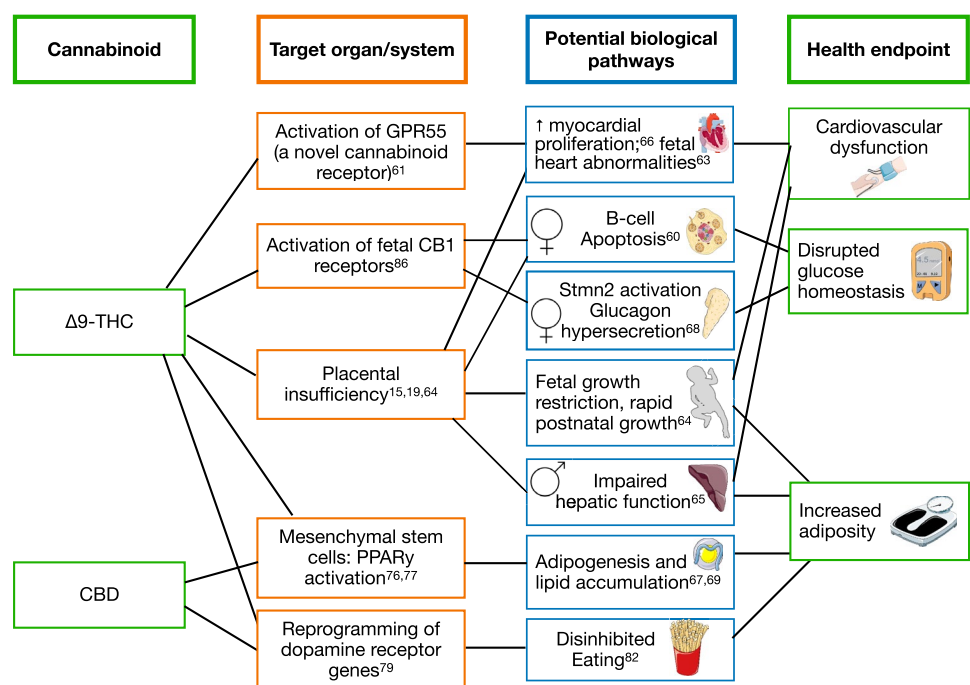 Cannabinoid
Target organ/system
Potential biological
pathways
Health endpoint
Δ9-THC
CBD
Activation of GPR55
(a novel cannabinoid
receptor)61
Activation of fetal CB1
receptors86
Placental
insufficiency15,19,64
Mesenchymal stem
cells: PPARγ
activation76,77
Reprogramming of
dopamine receptor
genes79
↑ myocardial
proliferation;66 fetal
heart abnormalities63
B-cell
Apoptosis60
Stmn2 activation
Glucagon
hypersecretion68
Fetal growth
restriction, rapid
postnatal growth64
Impaired
hepatic function65
Adipogenesis and
lipid accumulation67,69
Disinhibited
Eating82
Cardiovascular
dysfunction
Disrupted
glucose
homeostasis
4.5
M
Increased
adiposity